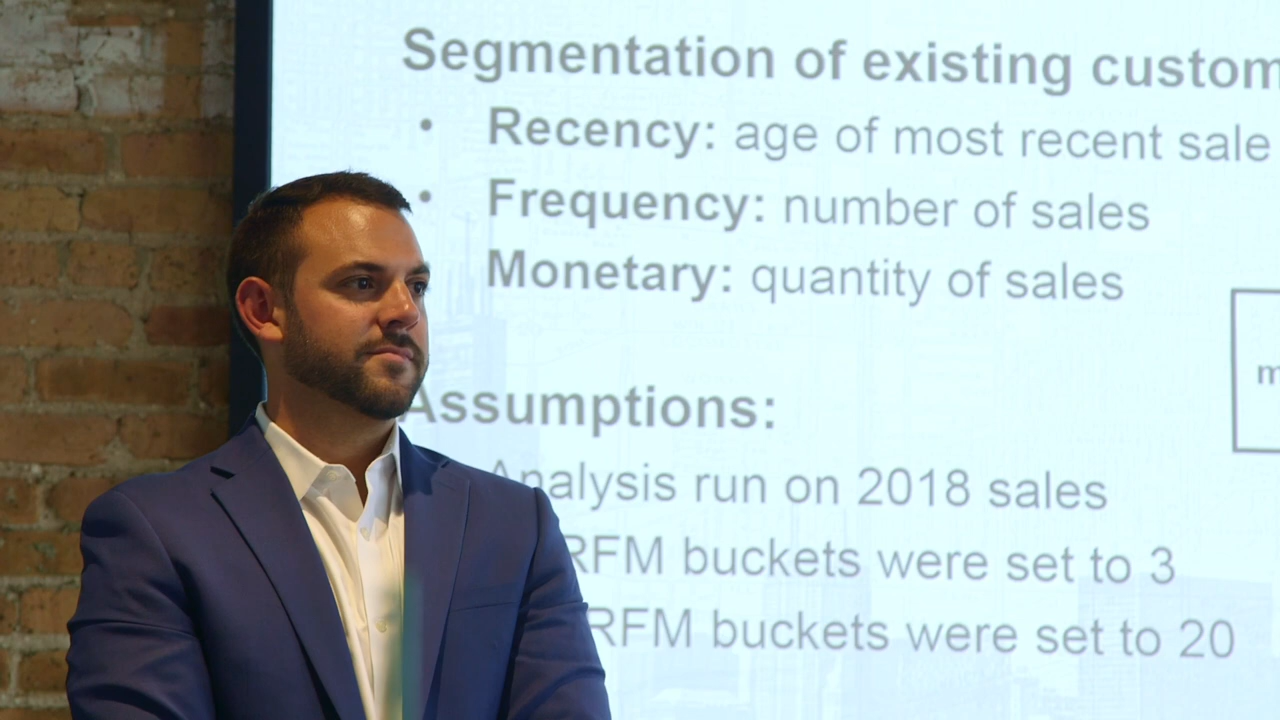 Segmentation of existing custom
• Recency: age of most recent sale
• Frequency: number of sales
Monetary: quantity of sales
m
Assumptions:
Analysis run on 2018 sales
RFM buckets were set to 3
RFM buckets were set to 20